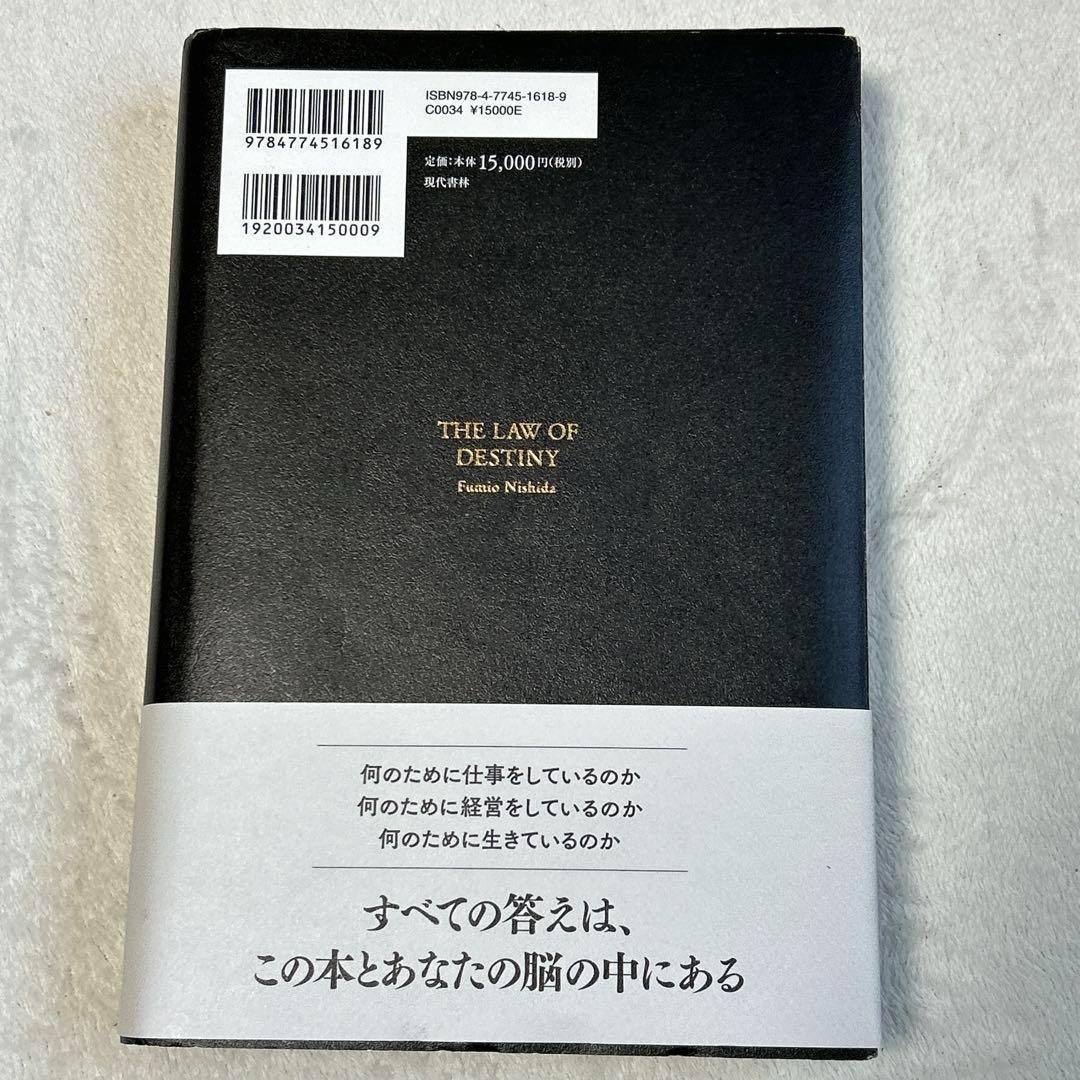 ISBN978-4-7745-1618-9
C0034 ¥15000E
9784774516189
定価:本体15,000円(税別)
現代書林
1920034150009
THE LAW OF
DESTINY
Fumio Nishida
何のために仕事をしているのか
何のために経営をしているのか
何のために生きているのか
すべての答えは、
この本とあなたの脳の中にある